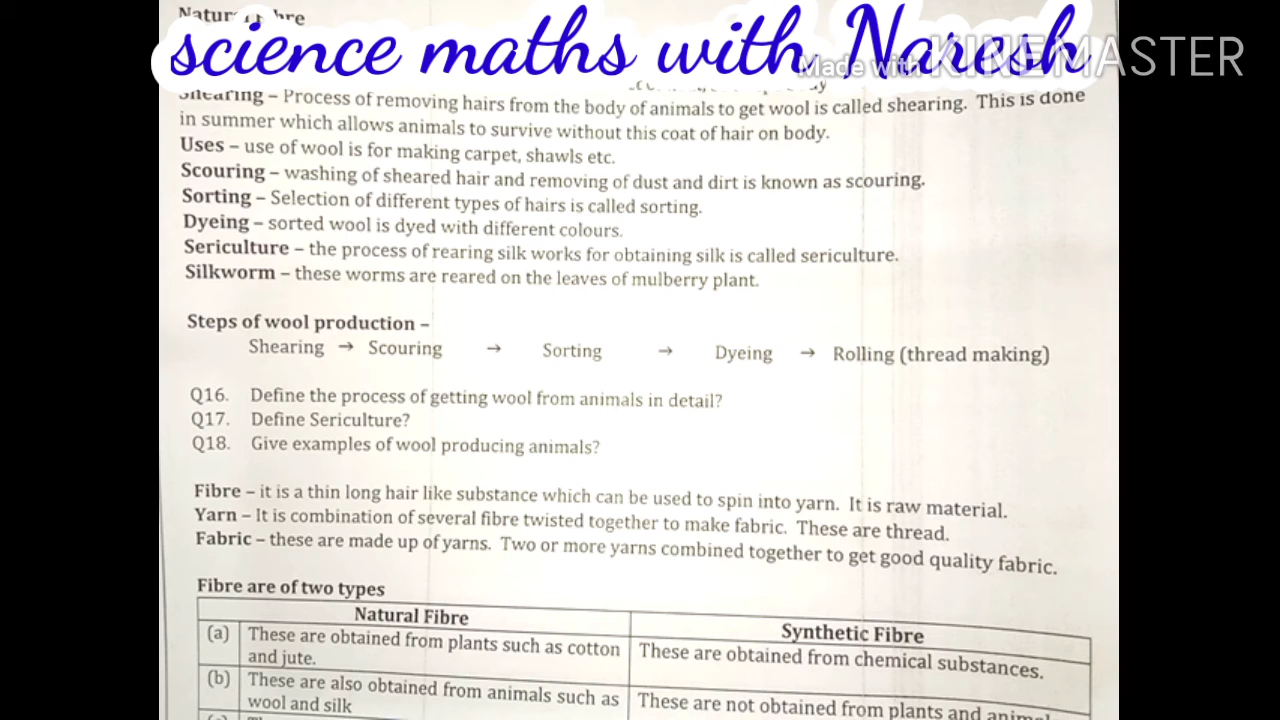 science maths with Naresh
Made with KINEMASTER
Shearing – Process of removing hairs from the body of animals to get wool is called shearing. This is done
in summer which allows animals to survive without this coat of hair on body.
Uses – use of wool is for making carpet, shawls etc.
Scouring – washing of sheared hair and removing of dust and dirt is known as scouring.
Sorting – Selection of different types of hairs is called sorting.
Dyeing – sorted wool is dyed with different colours.
Sericulture – the process of rearing silk works for obtaining silk is called sericulture.
Silkworm – these worms are reared on the leaves of mulberry plant.
Steps of wool production –
Shearing → Scouring → Sorting → Dyeing → Rolling (thread making)
Q16. Define the process of getting wool from animals in detail?
Q17. Define Sericulture?
Q18. Give examples of wool producing animals?
Fibre – it is a thin long hair like substance which can be used to spin into yarn. It is raw material.
Yarn – It is combination of several fibre twisted together to make fabric. These are thread.
Fabric – these are made up of yarns. Two or more yarns combined together to get good quality fabric.
Fibre are of two types
Natural Fibre Synthetic Fibre
(a) These are obtained from plants such as cotton These are obtained from chemical substances.
and jute.
(b) These are also obtained from animals such as These are not obtained from plants and
wool and silk